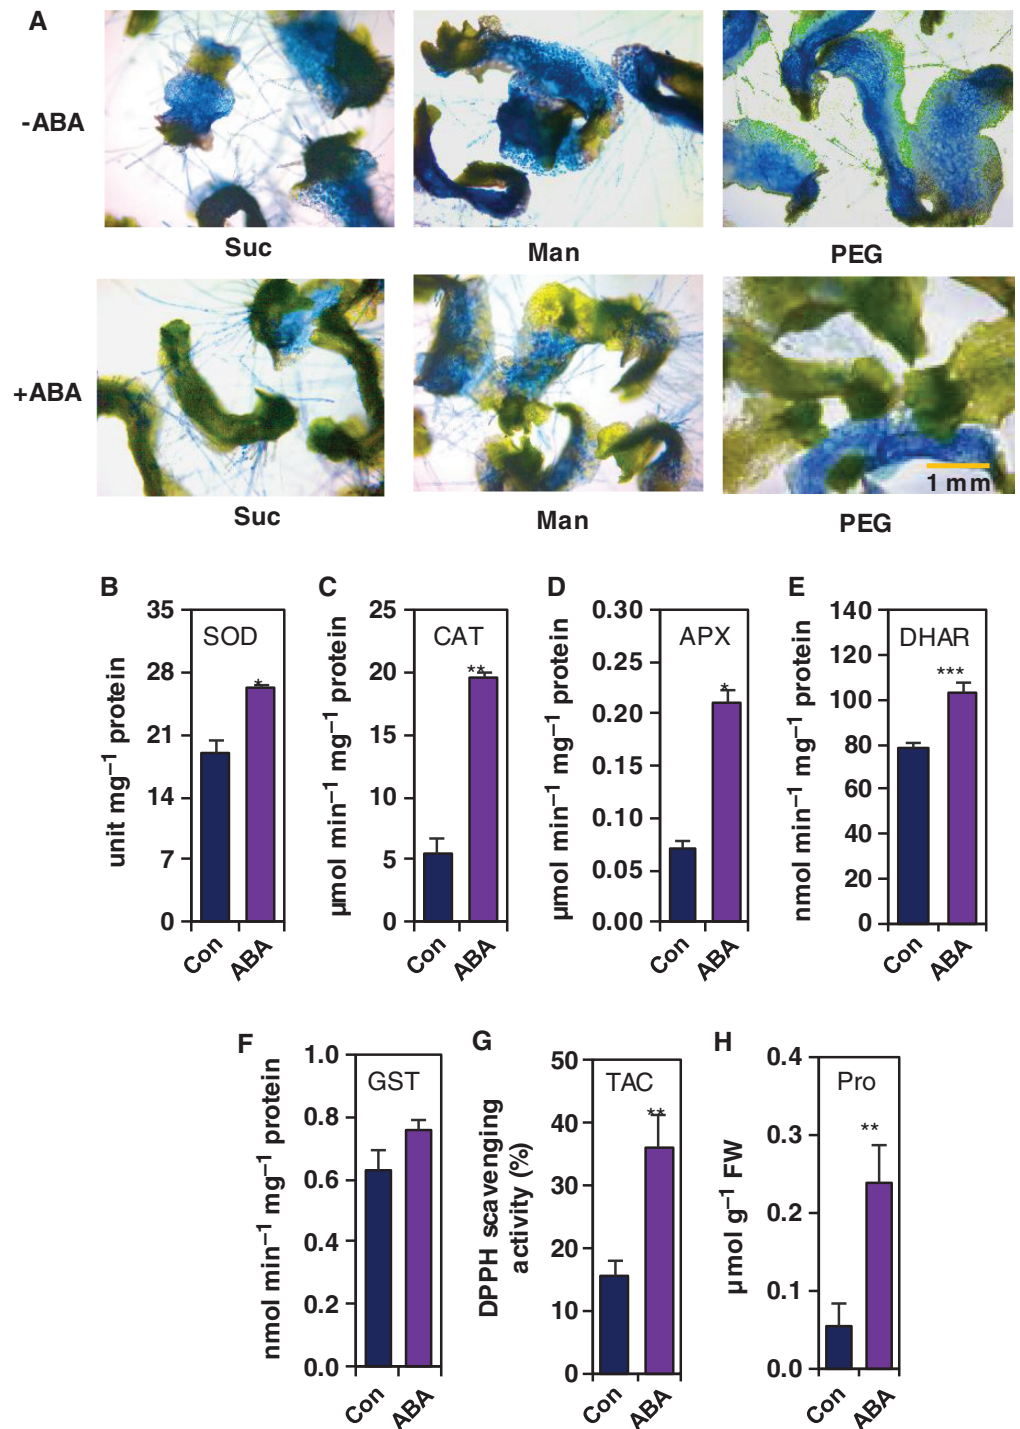 A
-ABA
Suc
Man
PEG
+ABA
1 mm
Suc
Man
PEG
B
unit mg⁻¹ protein
35
28
21
14
7
0
SOD
*
Con
ABA
C
µmol min⁻¹ mg⁻¹ protein
25
20
15
10
5
0
CAT
**
Con
ABA
D
µmol min⁻¹ mg⁻¹ protein
0.30
0.25
0.20
0.15
0.10
0.05
0.00
APX
*
Con
ABA
E
nmol min⁻¹ mg⁻¹ protein
140
120
100
80
60
40
20
0
DHAR
***
Con
ABA
F
nmol min⁻¹ mg⁻¹ protein
1.0
0.8
0.6
0.4
0.2
0.0
GST
Con
ABA
G
DPPH scavenging
activity (%)
50
40
30
20
10
0
TAC
**
Con
ABA
H
µmol g⁻¹ FW
0.4
0.3
0.2
0.1
0.0
Pro
**
Con
ABA